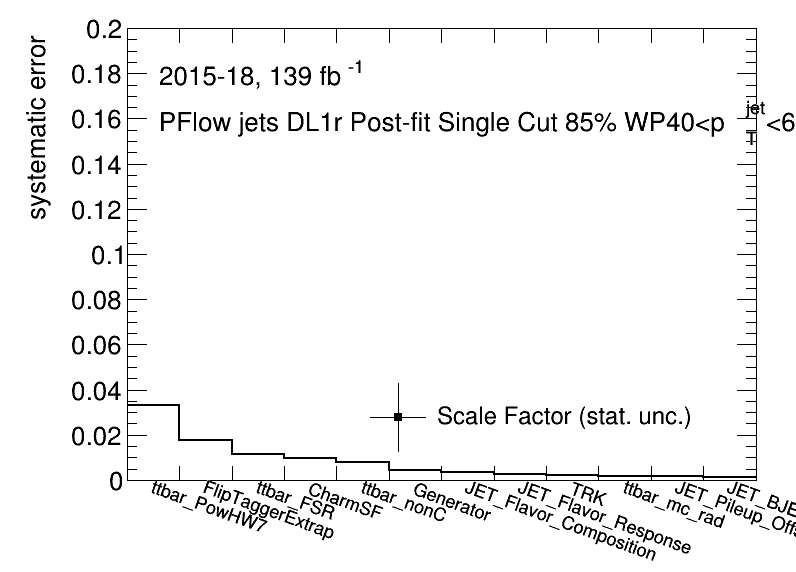 systematic error
0.2
0.18
0.16
0.14
0.12
0.1
0.08
0.06
0.04
0.02
0
2015-18, 139 fb -1
PFlow jets DL1r Post-fit Single Cut 85% WP40<p jet T <6
Scale Factor (stat. unc.)
ttbar_PowHW7
FlipTaggerExtrap
ttbar_FSR
CharmSF
ttbar_nonC
Generator
JET_Flavor_Composition
JET_Flavor_Response
TRK
ttbar_mc_rad
JET_Pileup_Offs
JET_BJE